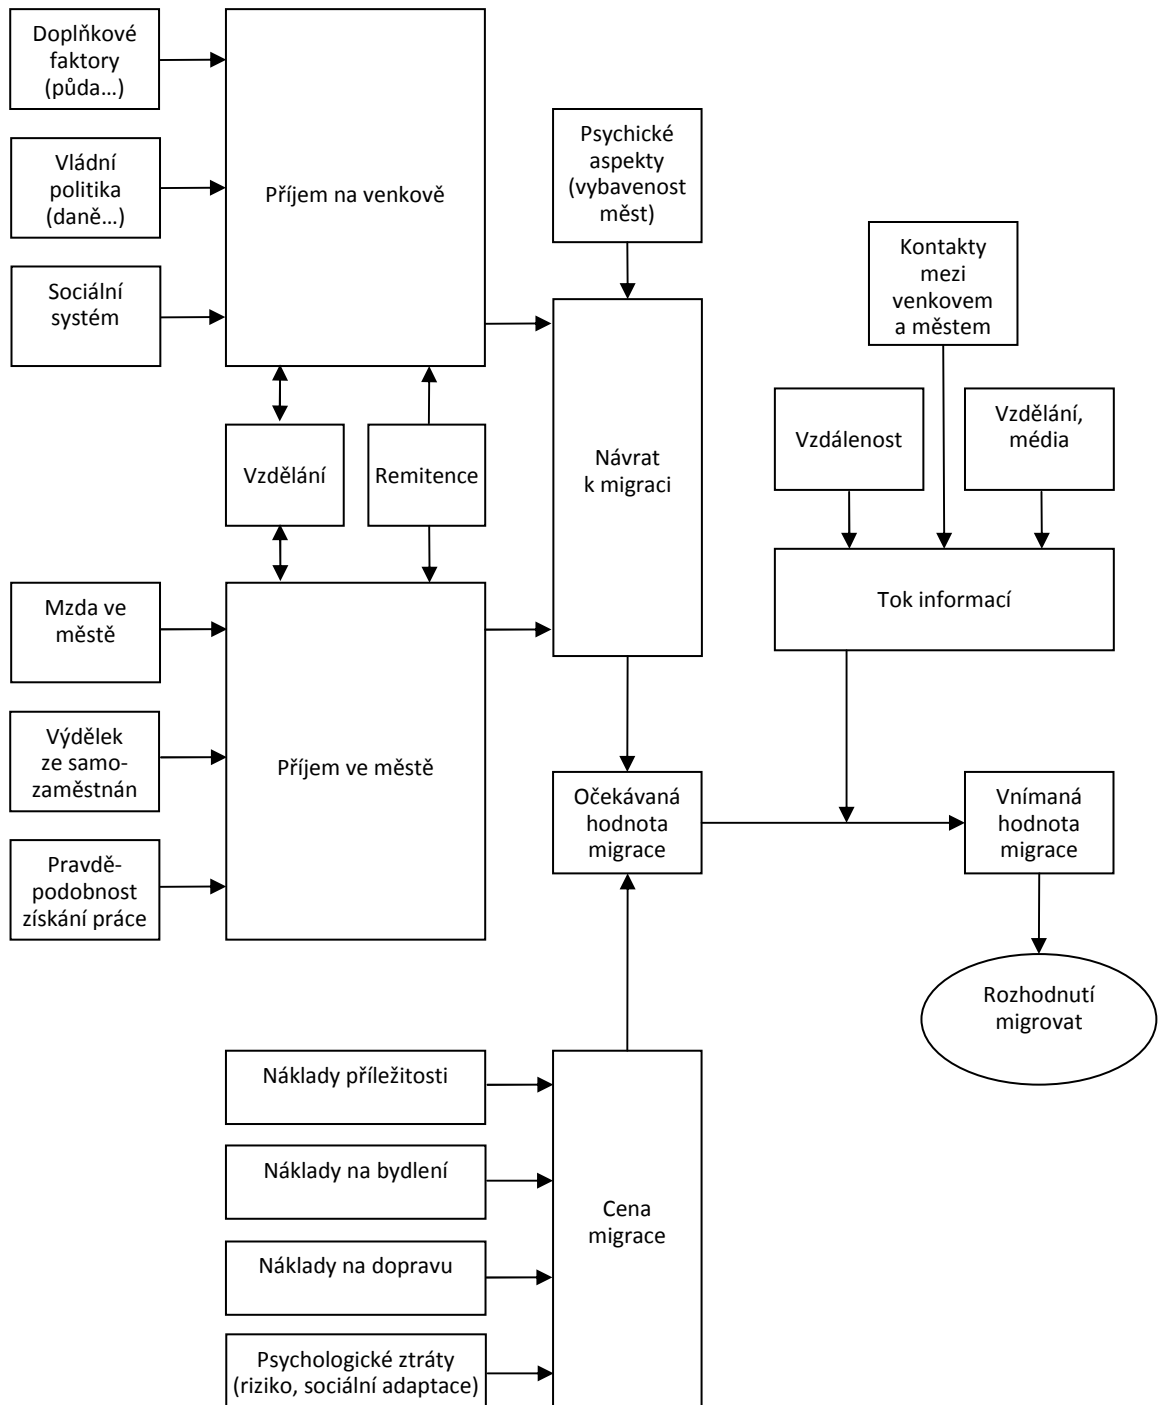 Doplňkové
faktory
(půda…)
Vládní
politika
(daně…)
Sociální
systém
Příjem na venkově
Psychické
aspekty
(vybavenost
měst)
Kontakty
mezi
venkovem
a městem
Vzdělání
Remitence
Návrat
k migraci
Vzdálenost
Vzdělání,
média
Tok informací
Mzda ve
městě
Výdělek
ze samo-
zaměstnán
Pravdě-
podobnost
získání práce
Příjem ve městě
Očekávaná
hodnota
migrace
Vnímaná
hodnota
migrace
Rozhodnutí
migrovat
Náklady příležitosti
Náklady na bydlení
Náklady na dopravu
Psychologické ztráty
(riziko, sociální adaptace)
Cena
migrace